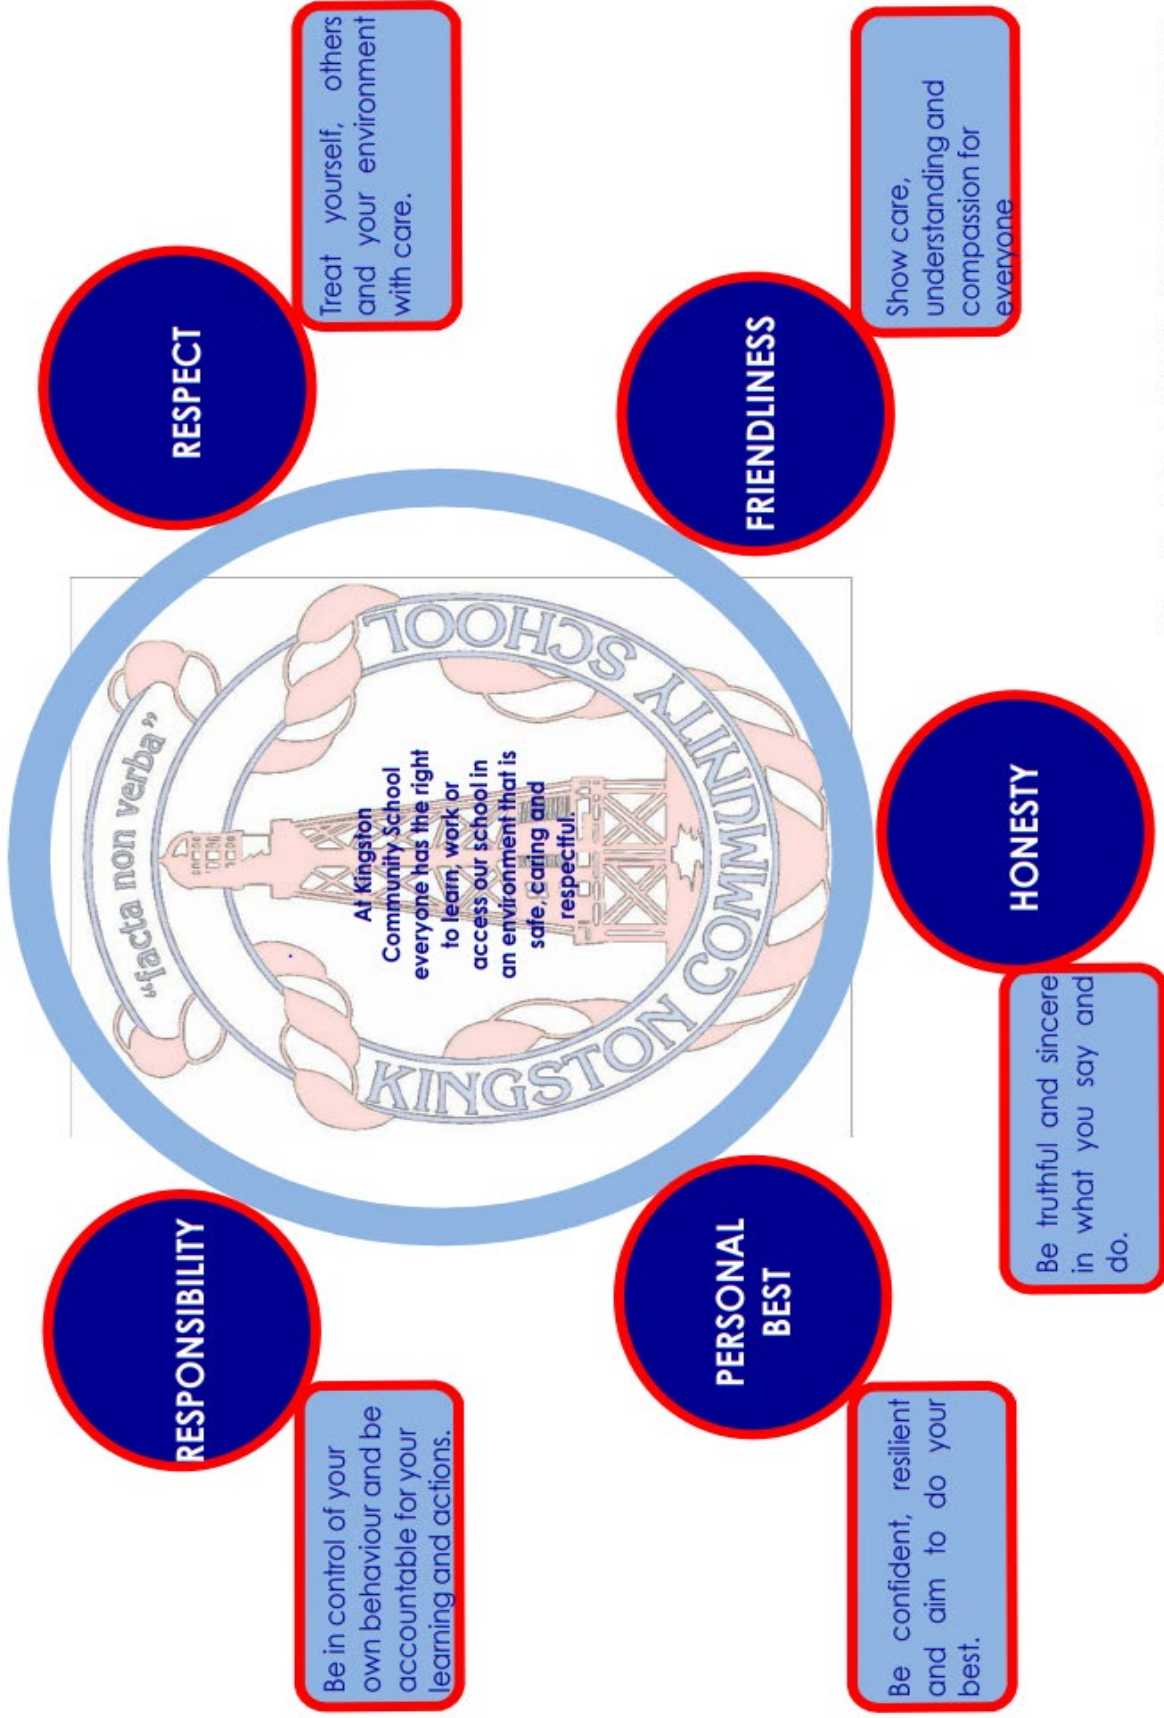 RESPONSIBILITY
Be in control of your
own behaviour and be
accountable for your
learning and actions.
RESPECT
Treat yourself, others
and your environment
with care.
“facta non verba”
At Kingston
Community School
everyone has the right
to learn, work or
access our school in
an environment that is
safe, caring and
respectful.
KINGSTON COMMUNITY SCHOOL
PERSONAL
BEST
Be confident, resilient
and aim to do your
best.
FRIENDLINESS
Show care,
understanding and
compassion for
everyone
HONESTY
Be truthful and sincere
in what you say and
do.